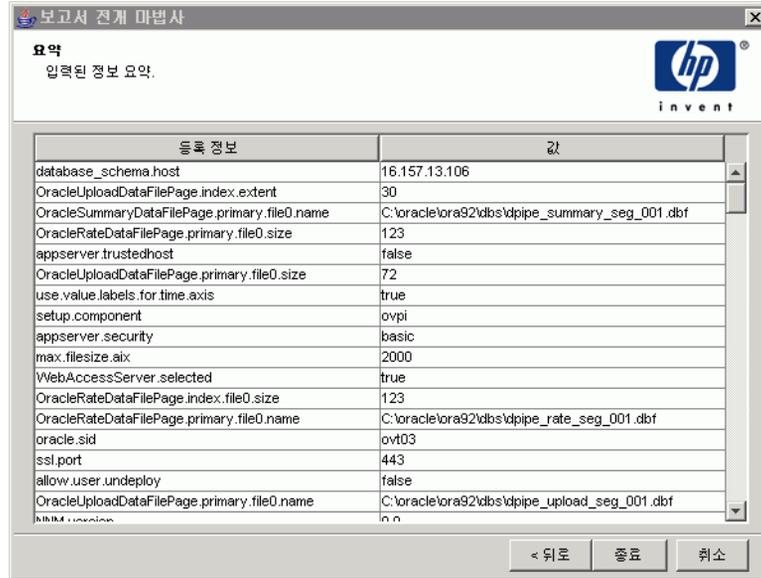 보고서 전개 마법사
요약
입력된 정보 요약.
hp
®
invent
등록 정보 값
database_schema.host 16.157.13.106
OracleUploadDataFilePage.index.extent 30
OracleSummaryDataFilePage.primary.file0.name C:\oracle\ora92\dbs\dpipe_summary_seg_001.dbf
OracleRateDataFilePage.primary.file0.size 123
appserver.trustedhost false
OracleUploadDataFilePage.primary.file0.size 72
use.value.labels.for.time.axis true
setup.component ovpi
appserver.security basic
max.filesize.aix 2000
WebAccessServer.selected true
OracleRateDataFilePage.index.file0.size 123
OracleRateDataFilePage.primary.file0.name C:\oracle\ora92\dbs\dpipe_rate_seg_001.dbf
oracle.sid ovt03
ssl.port 443
allow.user.undeploy false
OracleUploadDataFilePage.primary.file0.name C:\oracle\ora92\dbs\dpipe_upload_seg_001.dbf
NNM.version 0.0
< 뒤로 종료 취소